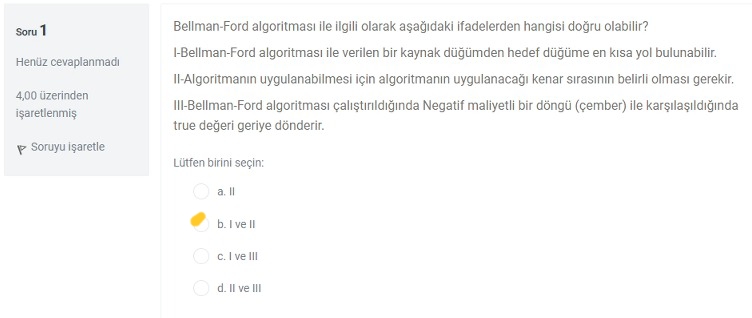 Soru 1
Henüz cevaplanmadı
4,00 üzerinden
işaretlenmiş
Soruyu işaretle
Bellman-Ford algoritması ile ilgili olarak aşağıdaki ifadelerden hangisi doğru olabilir?
I-Bellman-Ford algoritması ile verilen bir kaynak düğümden hedef düğüme en kısa yol bulunabilir.
II-Algoritmanın uygulanabilmesi için algoritmanın uygulanacağı kenar sırasının belirli olması gerekir.
III-Bellman-Ford algoritması çalıştırıldığında Negatif maliyetli bir döngü (çember) ile karşılaşıldığında
true değeri geriye dönderir.
Lütfen birini seçin:
a. II
b. I ve II
c. I ve III
d. II ve III